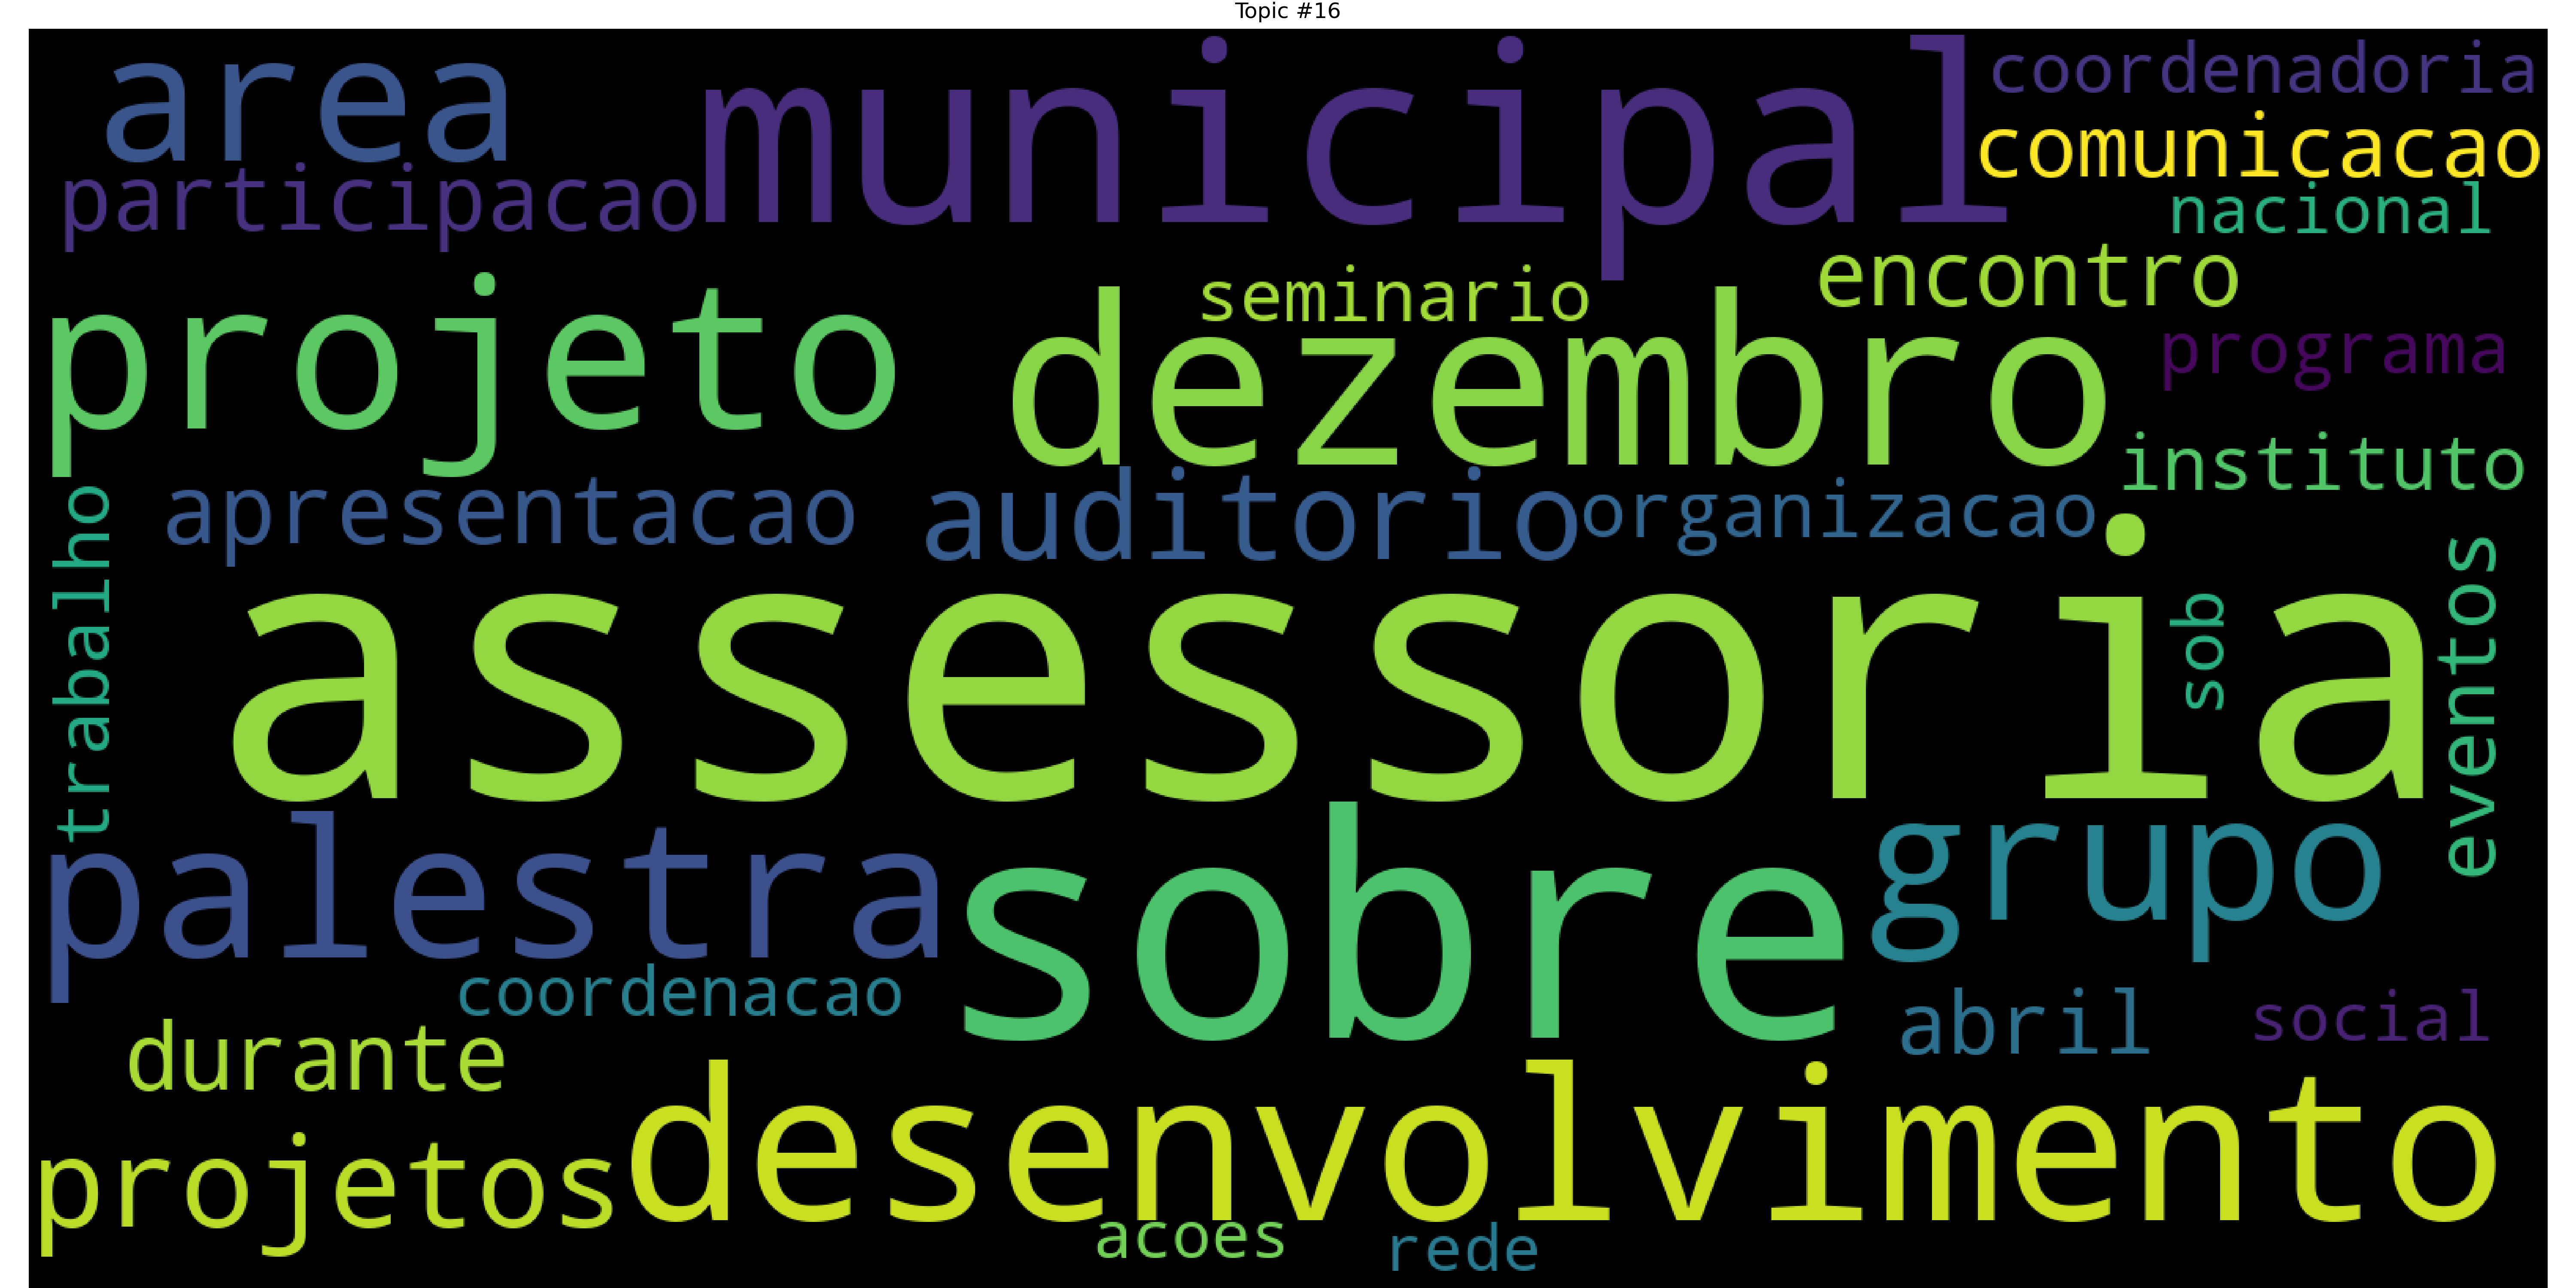 Topic #16
area
municipal
coordenadoria
comunicacao
participacao
nacional
encontro
seminario
projeto
dezembro
programa
instituto
apresentacao
auditorio
organizacao
trabalho
assessoria
sob
eventos
palestra
sobre
grupo
coordenacao
abril
social
durante
desenvolvimento
projetos
acoes
rede